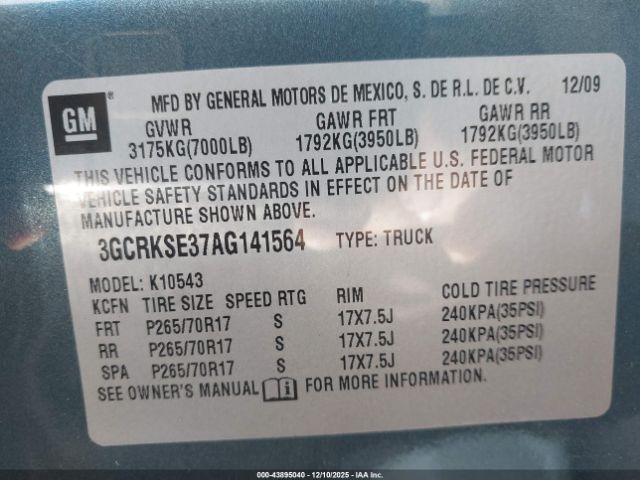 GM ® MFD BY GENERAL MOTORS DE MEXICO, S. DE R.L. DE C.V. 12/09
GVWR GAWR FRT GAWR RR
3175KG(7000LB) 1792KG(3950LB) 1792KG(3950LB)
THIS VEHICLE CONFORMS TO ALL APPLICABLE U.S. FEDERAL MOTOR
VEHICLE SAFETY STANDARDS IN EFFECT ON THE DATE OF
MANUFACTURE SHOWN ABOVE.
3GCRKSE37AG141564 TYPE: TRUCK
MODEL: K10543
KCFN TIRE SIZE SPEED RTG RIM COLD TIRE PRESSURE
FRT P265/70R17 S 17X7.5J 240KPA(35PSI)
RR P265/70R17 S 17X7.5J 240KPA(35PSI)
SPA P265/70R17 S 17X7.5J 240KPA(35PSI)
SEE OWNER'S MANUAL i FOR MORE INFORMATION.
000-43895040 - 12/10/2025 - IAAI - Copart